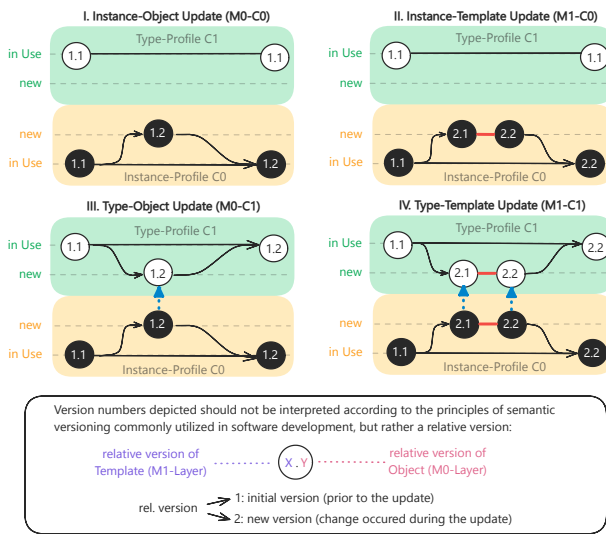 I. Instance-Object Update (M0-C0)
Type-Profile C1
in Use
1.1
1.1
new
new
1.2
in Use
1.1
1.2
Instance-Profile C0
II. Instance-Template Update (M1-C0)
Type-Profile C1
in Use
1.1
1.1
new
new
2.1
2.2
in Use
1.1
2.2
Instance-Profile C0
III. Type-Object Update (M0-C1)
Type-Profile C1
in Use
1.1
1.2
new
1.2
new
1.2
in Use
1.1
1.2
Instance-Profile C0
IV. Type-Template Update (M1-C1)
Type-Profile C1
in Use
1.1
2.2
new
2.1
2.2
new
2.1
2.2
in Use
1.1
2.2
Instance-Profile C0
Version numbers depicted should not be interpreted according to the principles of semantic
versioning commonly utilized in software development, but rather a relative version:
relative version of
Template (M1-Layer)
X . Y
relative version of
Object (M0-Layer)
rel. version
1: initial version (prior to the update)
2: new version (change occured during the update)